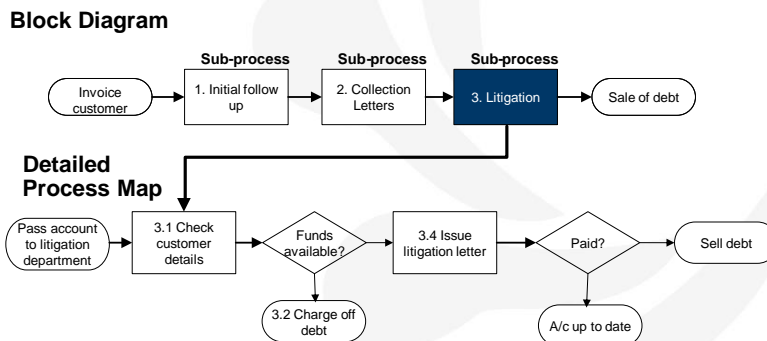 Block Diagram
Sub-process
Sub-process
Sub-process
Invoice
customer
1. Initial follow
up
2. Collection
Letters
3. Litigation
Sale of debt
Detailed
Process Map
Pass account
to litigation
department
3.1 Check
customer
details
Funds
available?
3.4 Issue
litigation letter
Paid?
Sell debt
3.2 Charge off
debt
A/c up to date